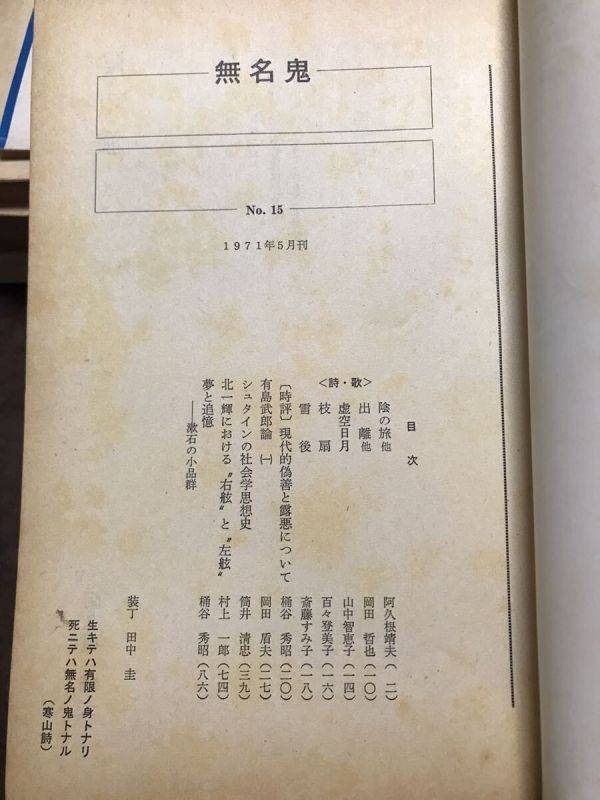 無名鬼
No. 15
1971年5月刊
目次
＜詩・歌＞
陰の旅他 阿久根靖夫（二）
出離他 岡田哲也（一〇）
虚空日月 山中智恵子（一四）
枝扇 百々登美子（一六）
雪後 斎藤すみ子（一八）
〔時評〕現代的偽善と露悪について 桶谷秀昭（二〇）
有島武郎論（一） 岡田盾夫（二七）
シュタインの社会学思想史 筒井清忠（三九）
北一輝における〝右舷〟と〝左舷〟 村上一郎（七四）
夢と追憶 桶谷秀昭（八六）
――漱石の小品群
装丁 田中圭
生キテハ有限ノ身トナリ
死ニテハ無名ノ鬼トナル
（寒山詩）